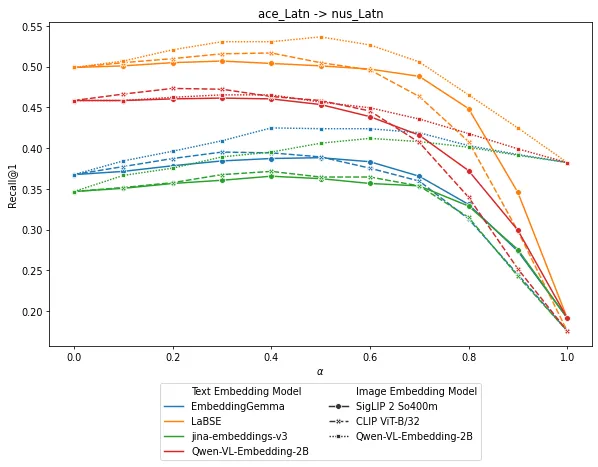 ace_Latn -> nus_Latn
0.55
0.50
0.45
0.40
0.35
0.30
0.25
0.20
Recall@1
0.0 0.2 0.4 0.6 0.8 1.0
α
Text Embedding Model
EmbeddingGemma
LaBSE
jina-embeddings-v3
Qwen-VL-Embedding-2B
Image Embedding Model
SigLIP 2 So400m
CLIP ViT-B/32
Qwen-VL-Embedding-2B